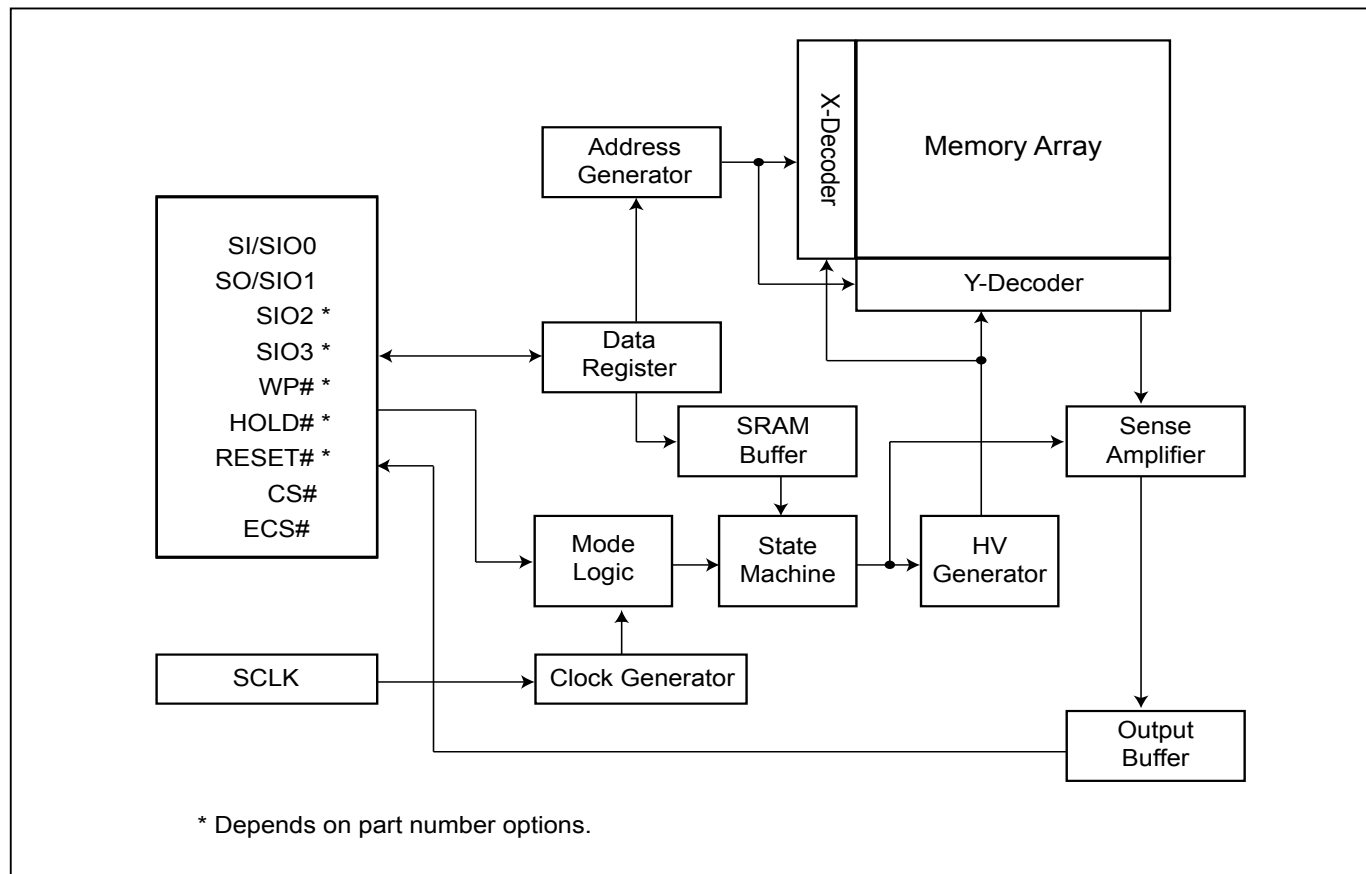 X-Decoder
Memory Array
Address
Generator
Y-Decoder
SI/SIO0
SO/SIO1
SIO2 *
SIO3 *
WP# *
HOLD# *
RESET# *
CS#
ECS#
Data
Register
SRAM
Buffer
Sense
Amplifier
Mode
Logic
State
Machine
HV
Generator
SCLK
Clock Generator
Output
Buffer
* Depends on part number options.